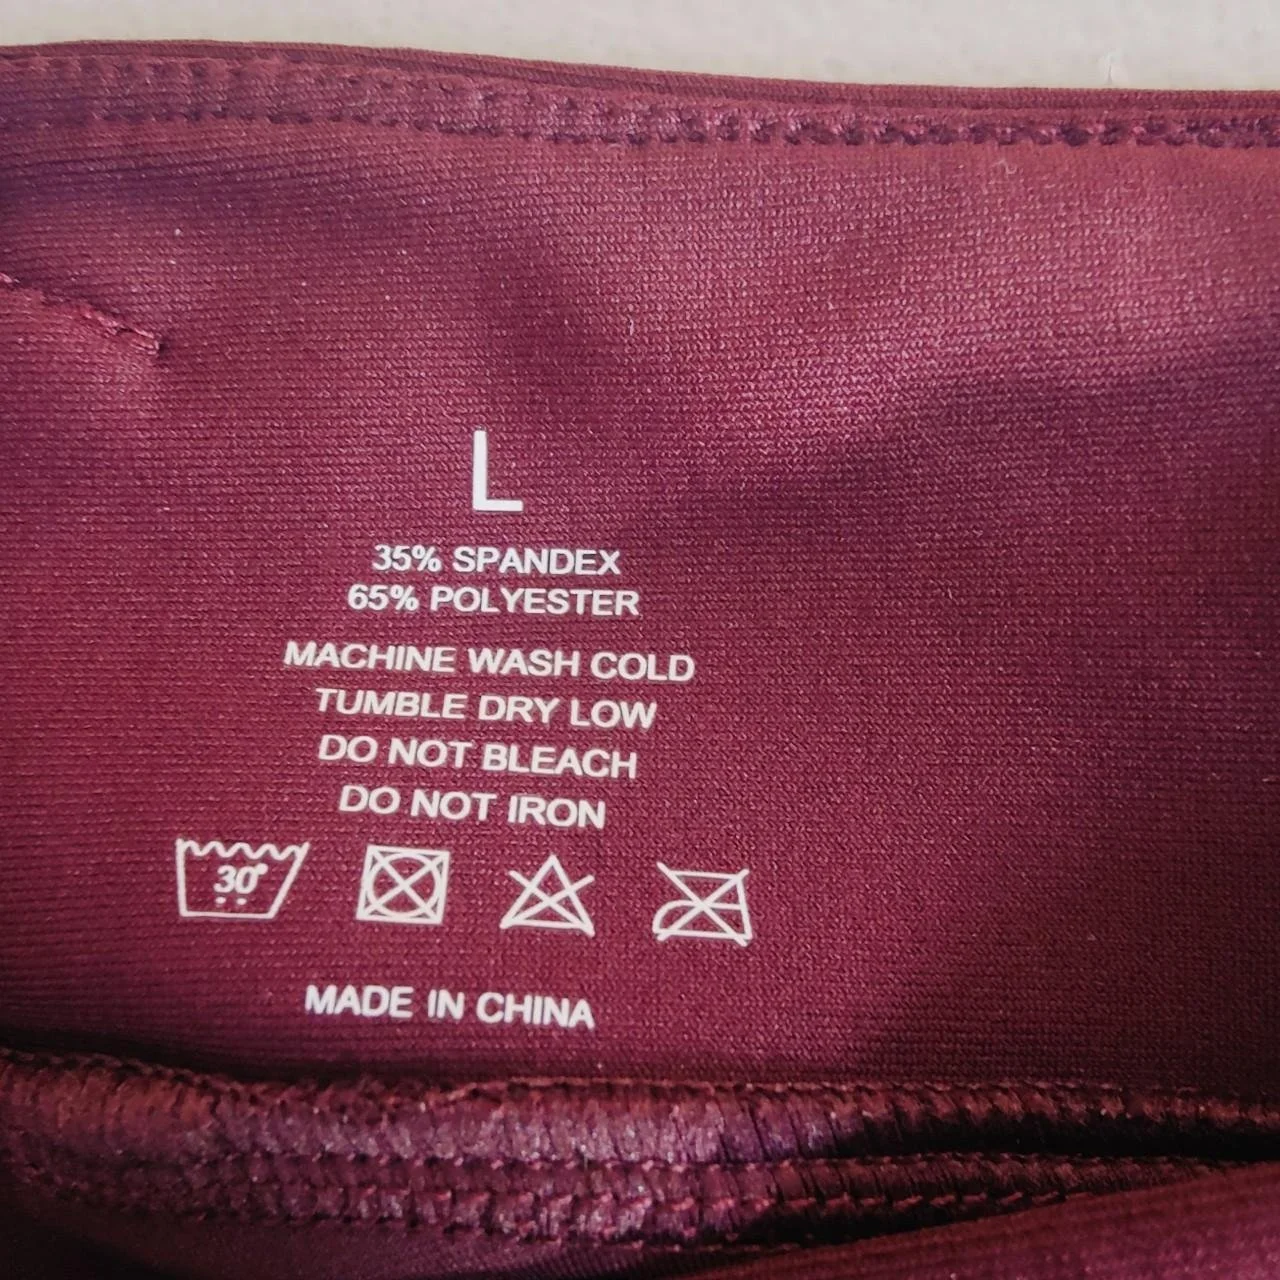 L
35% SPANDEX
65% POLYESTER
MACHINE WASH COLD
TUMBLE DRY LOW
DO NOT BLEACH
DO NOT IRON
30°
MADE IN CHINA